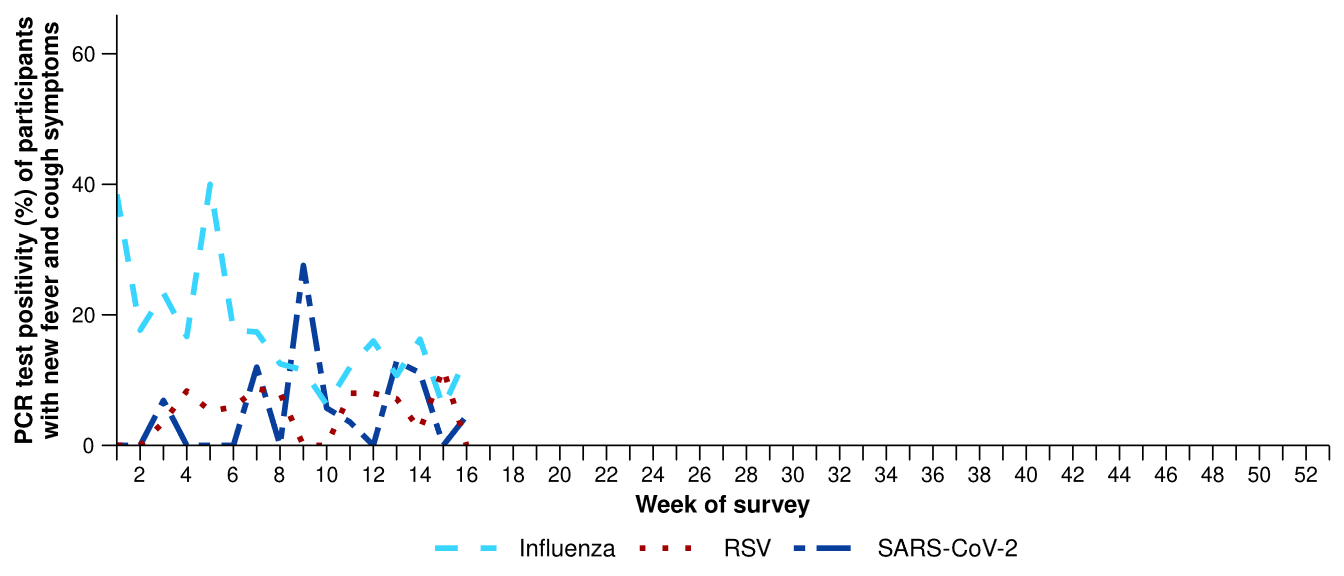 PCR test positivity (%) of participants
with new fever and cough symptoms
60
40
20
0
2 4 6 8 10 12 14 16 18 20 22 24 26 28 30 32 34 36 38 40 42 44 46 48 50 52
Week of survey
Influenza RSV SARS-CoV-2